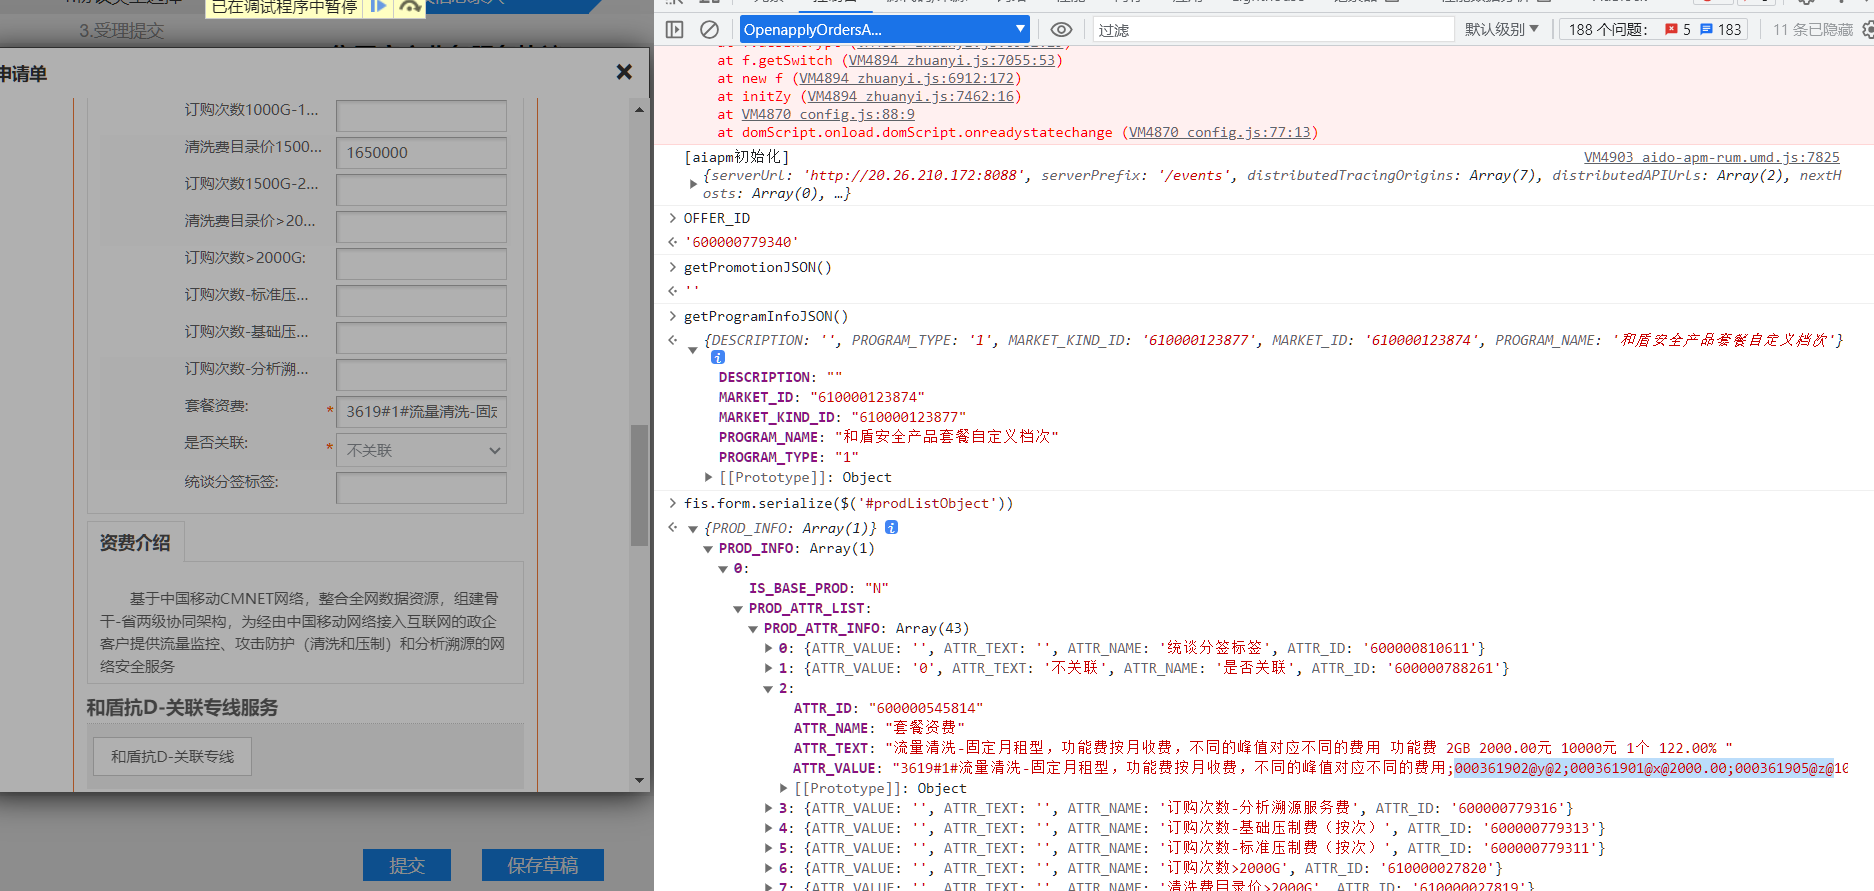 已在调试程序中暂停
3.受理提交
申请单
订购次数1000G-1...
清洗费目录价1500...
1650000
订购次数1500G-2...
清洗费目录价>20...
订购次数>2000G:
订购次数-标准压...
订购次数-基础压...
订购次数-分析溯...
套餐资费:
* 3619#1#流量清洗-固定
是否关联:
* 不关联
统谈分签标签:
资费介绍
基于中国移动CMNET网络，整合全网数据资源，组建骨
干-省两级协同架构，为经由中国移动网络接入互联网的政企
客户提供流量监控、攻击防护（清洗和压制）和分析溯源的网
络安全服务
和盾抗D-关联专线服务
和盾抗D-关联专线
提交
保存草稿
OpenapplyOrdersA...
过滤
默认级别
188 个问题:
5
183
11 条已隐藏
at f.getSwitch (VM4894 zhuanyi.js:7055:53)
at new f (VM4894 zhuanyi.js:6912:172)
at initZy (VM4894 zhuanyi.js:7462:16)
at VM4870 config.js:88:9
at domScript.onload.domScript.onreadystatechange (VM4870 config.js:77:13)
[aiapm初始化]
VM4903 aido-apm-rum.umd.js:7825
{serverUrl: 'http://20.26.210.172:8088', serverPrefix: '/events', distributedTracingOrigins: Array(7), distributedAPIUrls: Array(2), nextH
osts: Array(0), …}
OFFER_ID
'600000779340'
getPromotionJSON()
''
getProgramInfoJSON()
{DESCRIPTION: '', PROGRAM_TYPE: '1', MARKET_KIND_ID: '610000123877', MARKET_ID: '610000123874', PROGRAM_NAME: '和盾安全产品套餐自定义档次'}
DESCRIPTION: ""
MARKET_ID: "610000123874"
MARKET_KIND_ID: "610000123877"
PROGRAM_NAME: "和盾安全产品套餐自定义档次"
PROGRAM_TYPE: "1"
[[Prototype]]: Object
fis.form.serialize($('#prodListObject'))
{PROD_INFO: Array(1)}
PROD_INFO: Array(1)
0:
IS_BASE_PROD: "N"
PROD_ATTR_LIST:
PROD_ATTR_INFO: Array(43)
0: {ATTR_VALUE: '', ATTR_TEXT: '', ATTR_NAME: '统谈分签标签', ATTR_ID: '600000810611'}
1: {ATTR_VALUE: '0', ATTR_TEXT: '不关联', ATTR_NAME: '是否关联', ATTR_ID: '600000788261'}
2:
ATTR_ID: "600000545814"
ATTR_NAME: "套餐资费"
ATTR_TEXT: "流量清洗-固定月租型，功能费按月收费，不同的峰值对应不同的费用 功能费 2GB 2000.00元 10000元 1个 122.00% "
ATTR_VALUE: "3619#1#流量清洗-固定月租型，功能费按月收费，不同的峰值对应不同的费用;000361902@y@2;000361901@x@2000.00;000361905@z@10
[[Prototype]]: Object
3: {ATTR_VALUE: '', ATTR_TEXT: '', ATTR_NAME: '订购次数-分析溯源服务费', ATTR_ID: '600000779316'}
4: {ATTR_VALUE: '', ATTR_TEXT: '', ATTR_NAME: '订购次数-基础压制费（按次）', ATTR_ID: '600000779313'}
5: {ATTR_VALUE: '', ATTR_TEXT: '', ATTR_NAME: '订购次数-标准压制费（按次）', ATTR_ID: '600000779311'}
6: {ATTR_VALUE: '', ATTR_TEXT: '', ATTR_NAME: '订购次数>2000G', ATTR_ID: '610000027820'}
7: {ATTR_VALUE: '', ATTR_TEXT: '', ATTR_NAME: '清洗费目录价>2000G', ATTR_ID: '610000027819'}